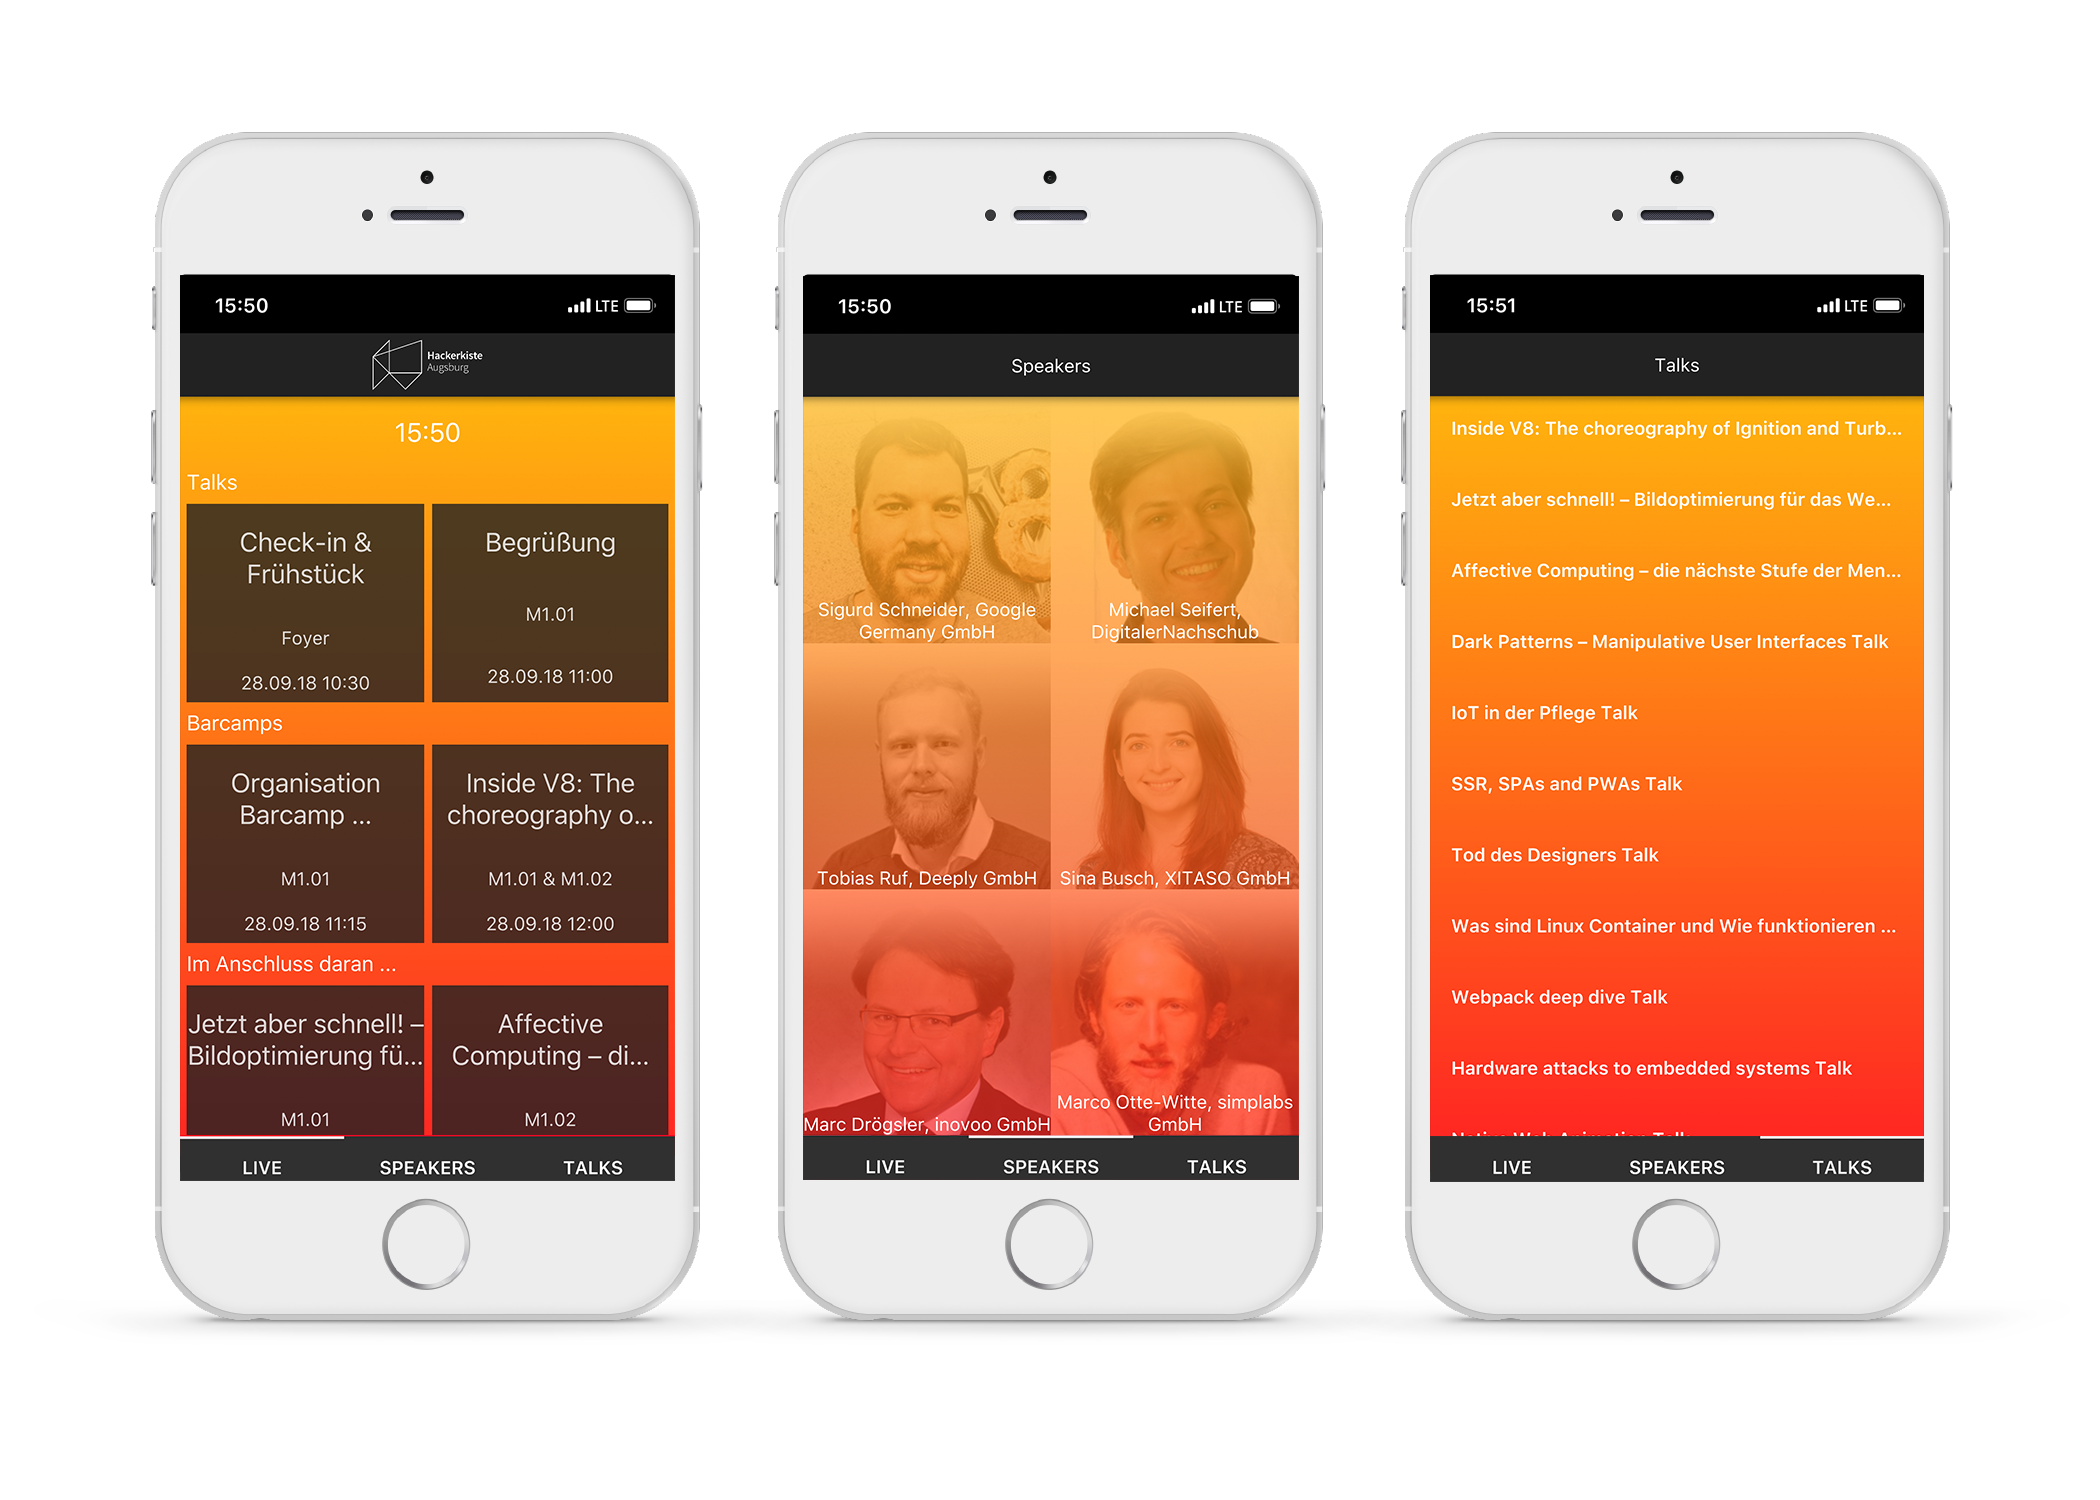 15:50
LTE
Hackerkiste
Augsburg
15:50
Talks
Check-in &
Frühstück
Foyer
28.09.18 10:30
Begrüßung
M1.01
28.09.18 11:00
Barcamps
Organisation
Barcamp ...
M1.01
28.09.18 11:15
Inside V8: The
choreography o...
M1.01 & M1.02
28.09.18 12:00
Im Anschluss daran ...
Jetzt aber schnell! –
Bildoptimierung fü...
M1.01
Affective
Computing – di...
M1.02
LIVE
SPEAKERS
TALKS
15:50
LTE
Speakers
Sigurd Schneider, Google
Germany GmbH
Michael Seifert,
DigitalerNachschub
Tobias Ruf, Deeply GmbH
Sina Busch, XITASO GmbH
Marc Drögsler, inovoo GmbH
Marco Otte-Witte, simplabs
GmbH
LIVE
SPEAKERS
TALKS
15:51
LTE
Talks
Inside V8: The choreography of Ignition and Turb...
Jetzt aber schnell! – Bildoptimierung für das We...
Affective Computing – die nächste Stufe der Men...
Dark Patterns – Manipulative User Interfaces Talk
IoT in der Pflege Talk
SSR, SPAs and PWAs Talk
Tod des Designers Talk
Was sind Linux Container und Wie funktionieren ...
Webpack deep dive Talk
Hardware attacks to embedded systems Talk
Native Web Animation Talk
LIVE
SPEAKERS
TALKS